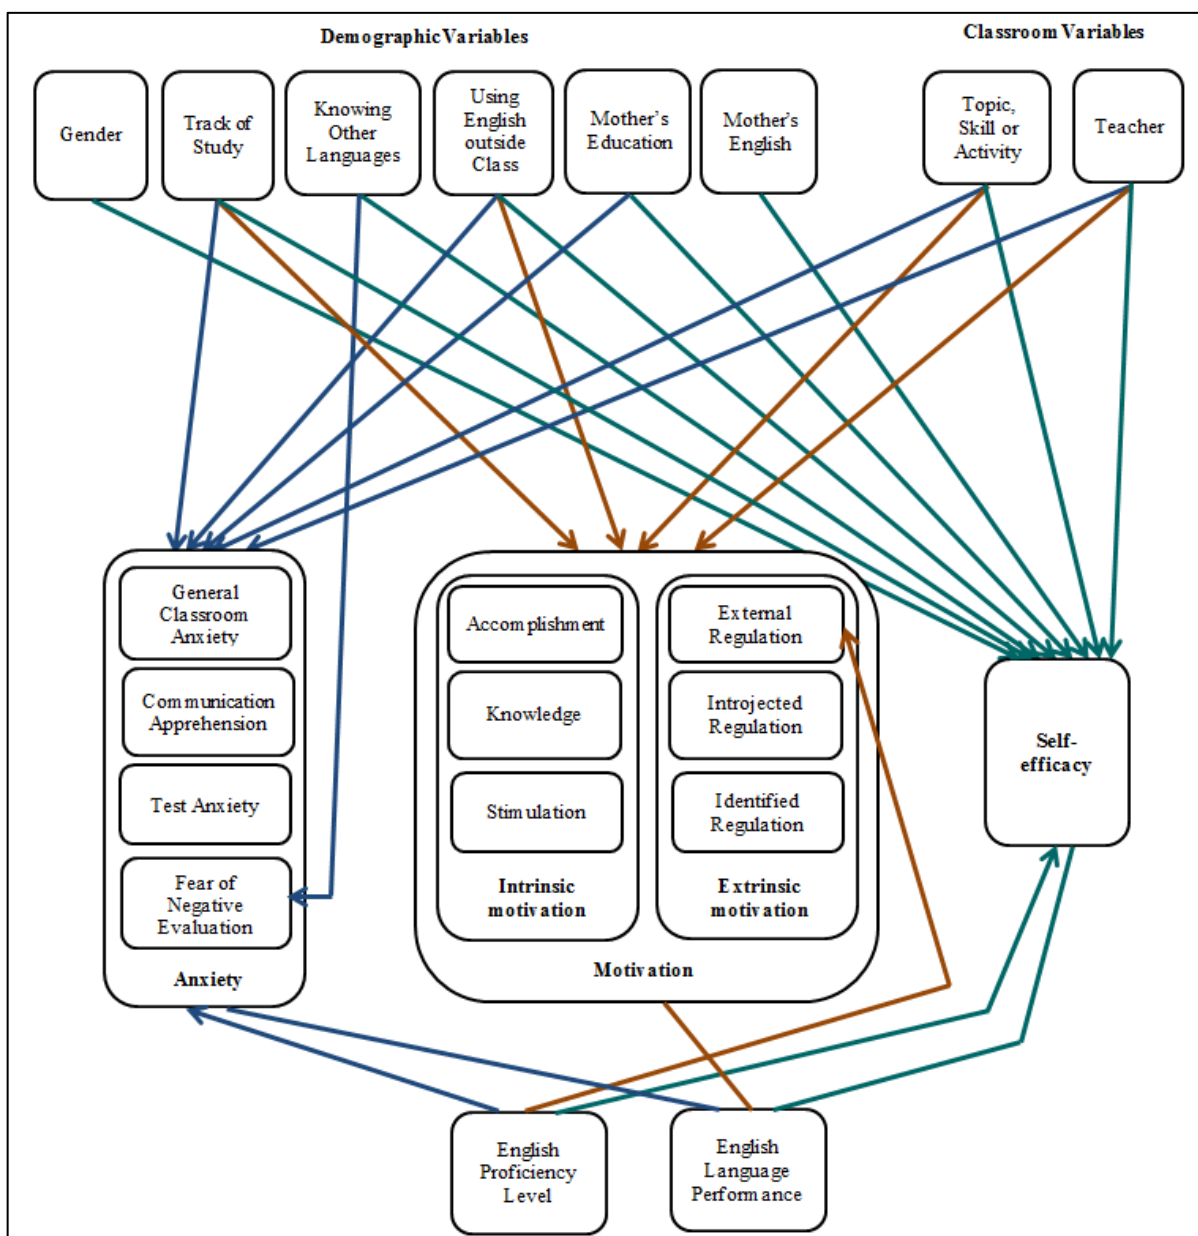 Demographic Variables
Classroom Variables
Gender
Track of
Study
Knowing
Other
Languages
Using
English
outside
Class
Mother's
Education
Mother's
English
Topic,
Skill or
Activity
Teacher
General
Classroom
Anxiety
Communication
Apprehension
Test Anxiety
Fear of
Negative
Evaluation
Anxiety
Accomplishment
Knowledge
Stimulation
Intrinsic
motivation
External
Regulation
Introjected
Regulation
Identified
Regulation
Extrinsic
motivation
Motivation
Self-
efficacy
English
Proficiency
Level
English
Language
Performance